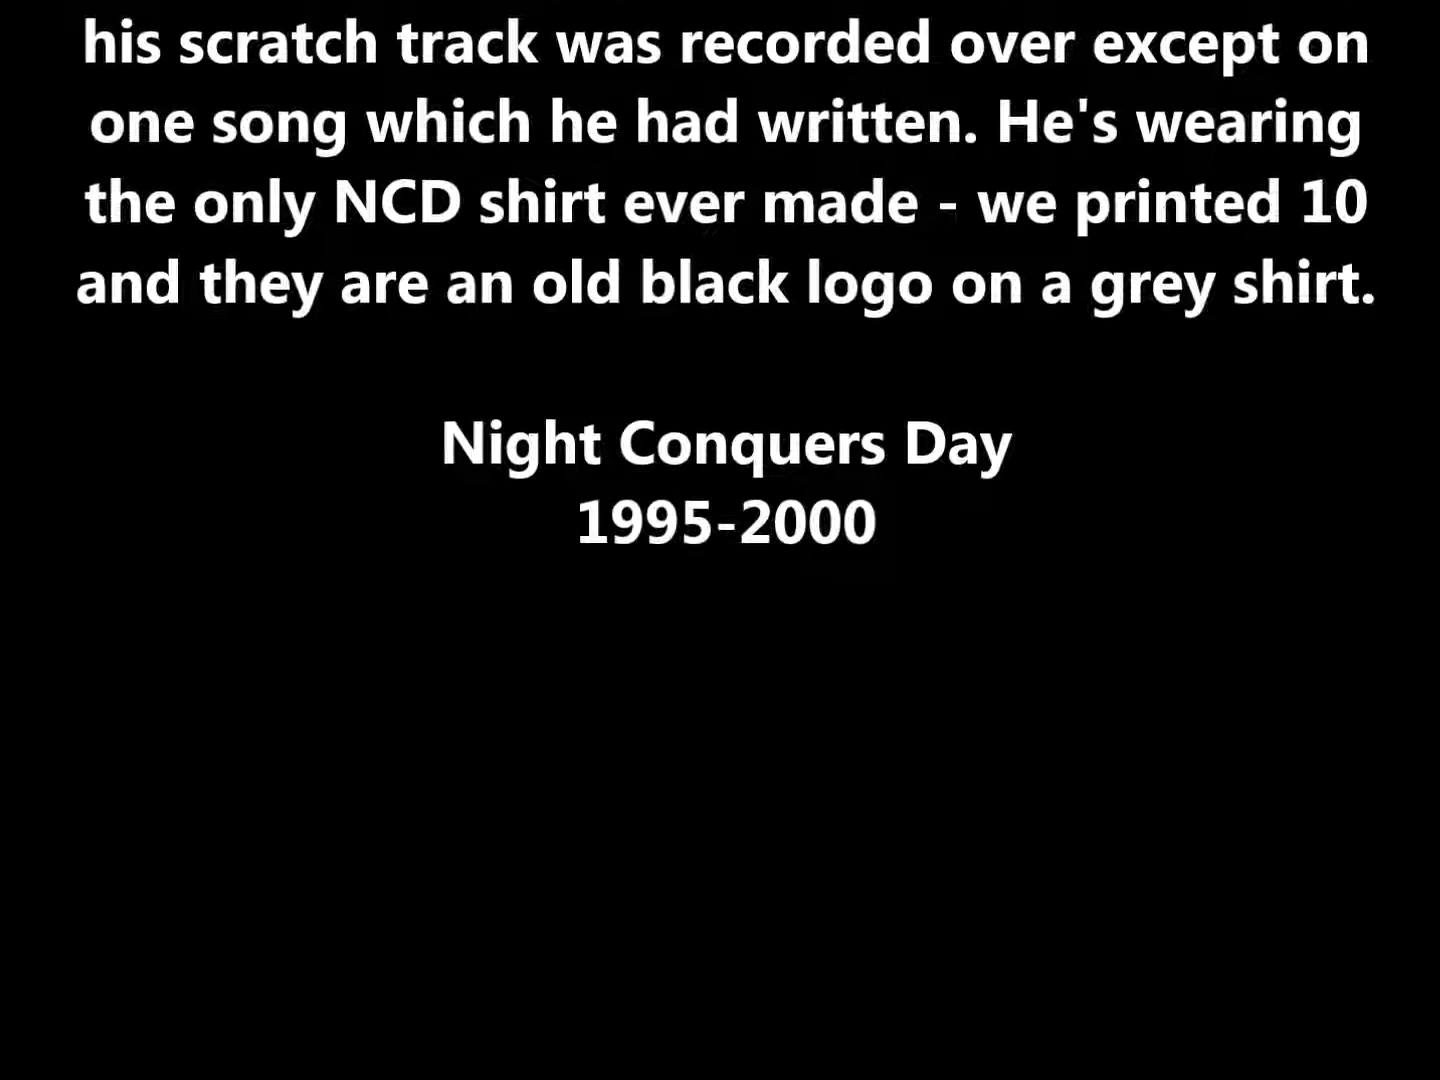 his scratch track was recorded over except on
one song which he had written. He's wearing
the only NCD shirt ever made - we printed 10
and they are an old black logo on a grey shirt.
Night Conquers Day
1995-2000